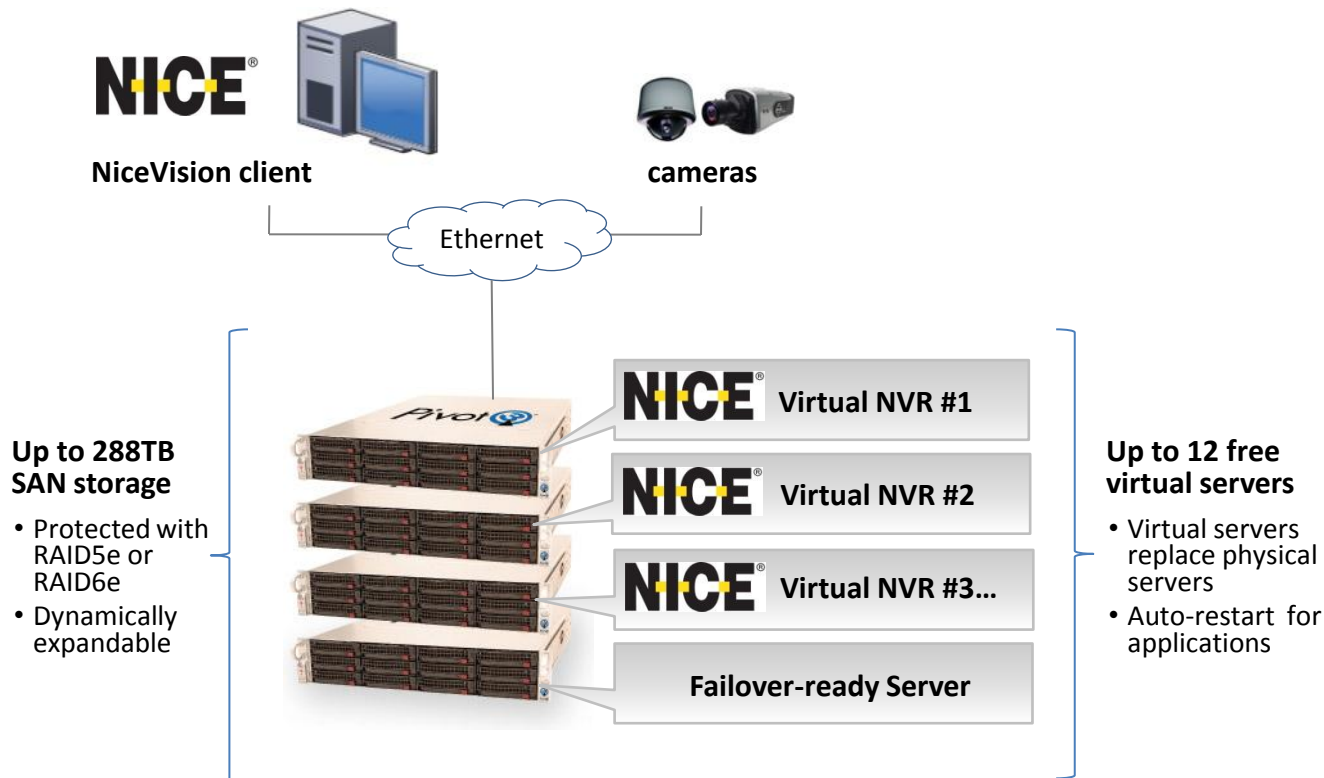 NICE®
NiceVision client
cameras
Ethernet
Pivot3
NICE®
Virtual NVR #1
NICE®
Virtual NVR #2
NICE®
Virtual NVR #3...
Failover-ready Server
Up to 288TB
SAN storage
• Protected with
RAID5e or
RAID6e
• Dynamically
expandable
Up to 12 free
virtual servers
• Virtual servers
replace physical
servers
• Auto-restart for
applications